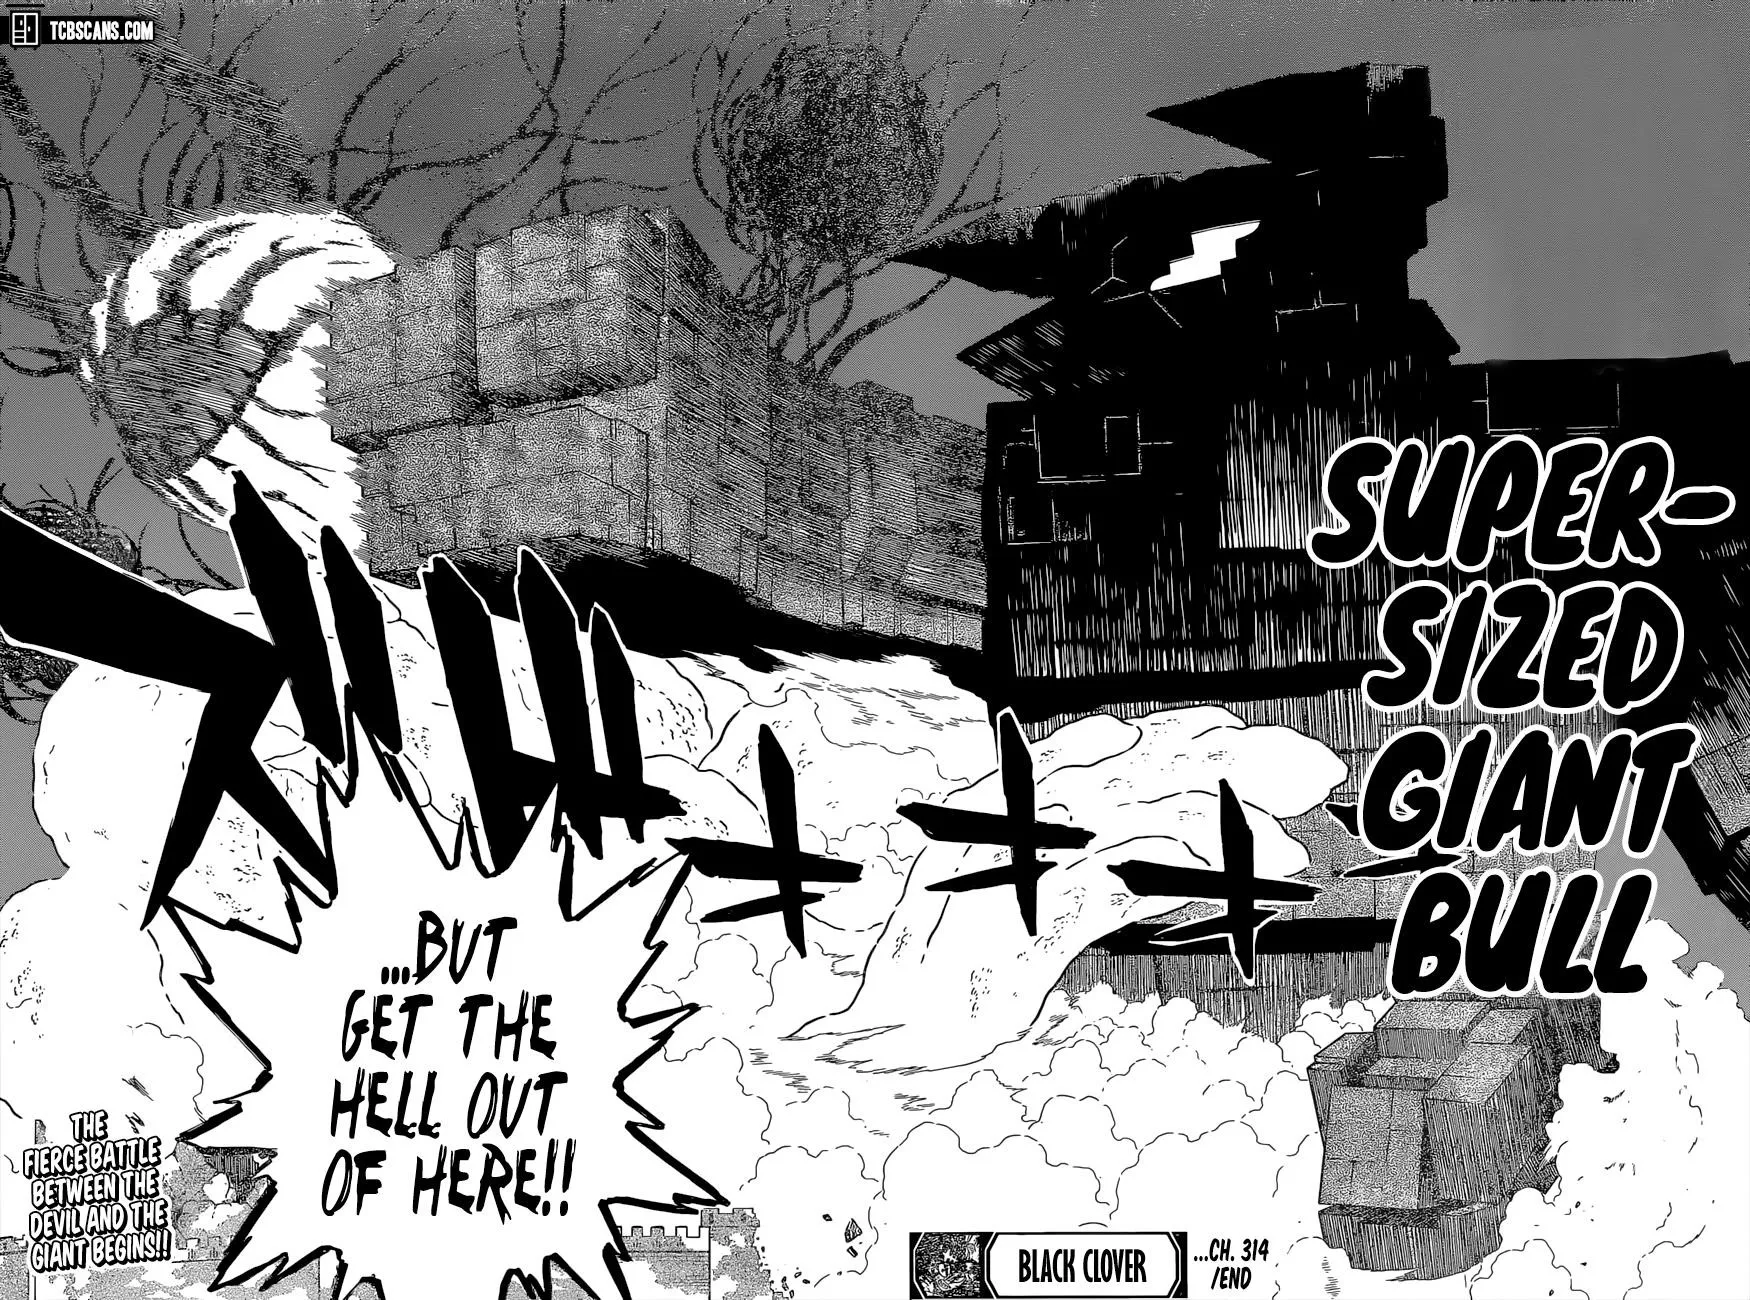 TCBSCANS.COM
SUPER-
SIZED
GIANT
BULL
...BUT
GET THE
HELL OUT
OF HERE!!
THE
FIERCE BATTLE
BETWEEN THE
DEVIL AND THE
GIANT BEGINS!!
BLACK CLOVER
...CH. 314
/END